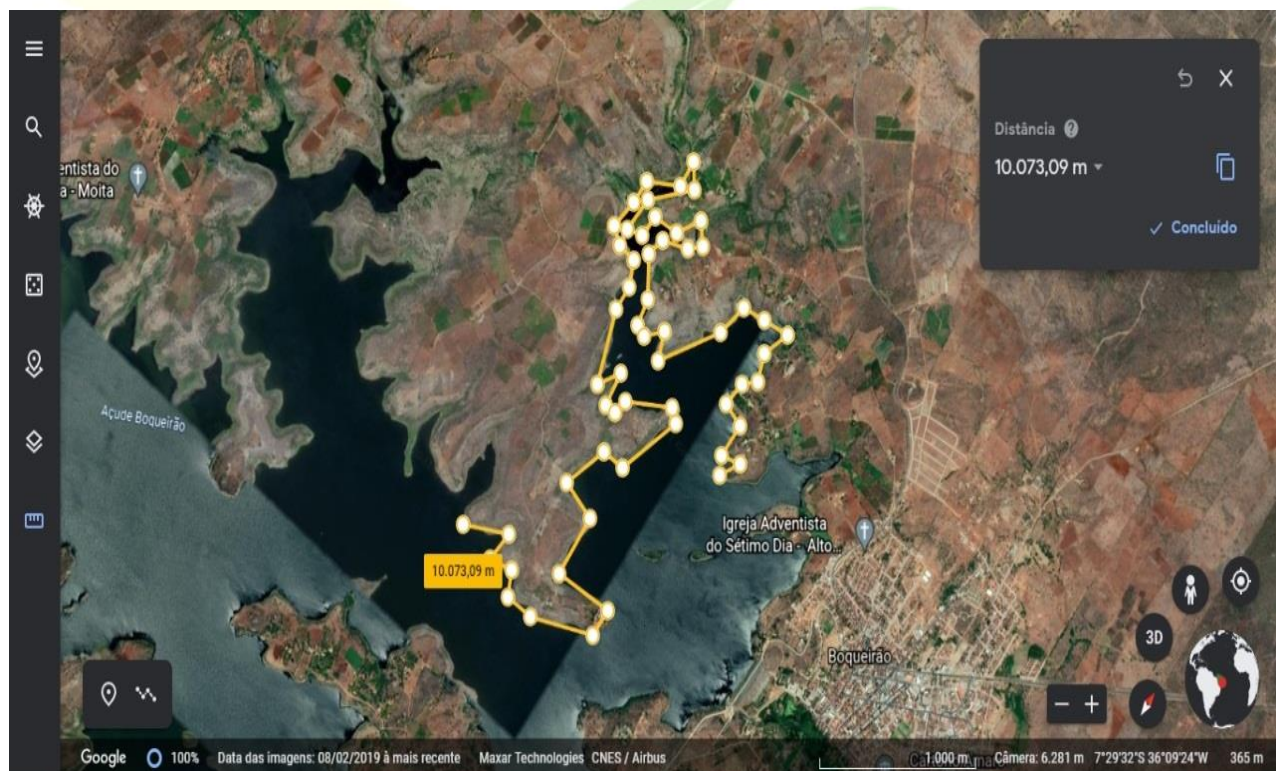 Distância
10.073,09 m
Concluído
entista do
a - Moita
Açude Boqueirão
Igreja Adventista
do Sétimo Dia - Alto...
10.073,09 m
Boqueirão
3D
Google 100% Data das imagens: 08/02/2019 à mais recente Maxar Technologies CNES / Airbus 1.000 m Câmera: 6.281 m 7°29'32"S 36°09'24"W 365 m